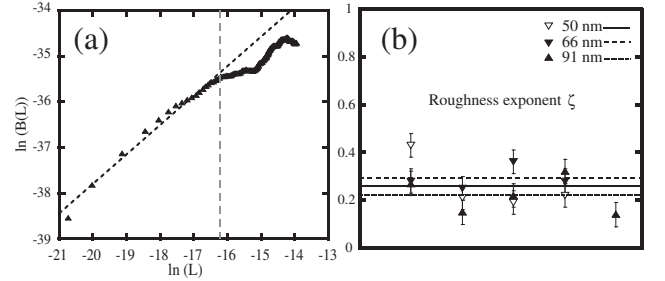 (a)
ln (B(L))
-34
-35
-36
-37
-38
-39
-21 -20 -19 -18 -17 -16 -15 -14 -13
ln (L)
(b)
50 nm
66 nm
91 nm
Roughness exponent ζ
1
0.8
0.6
0.4
0.2
0